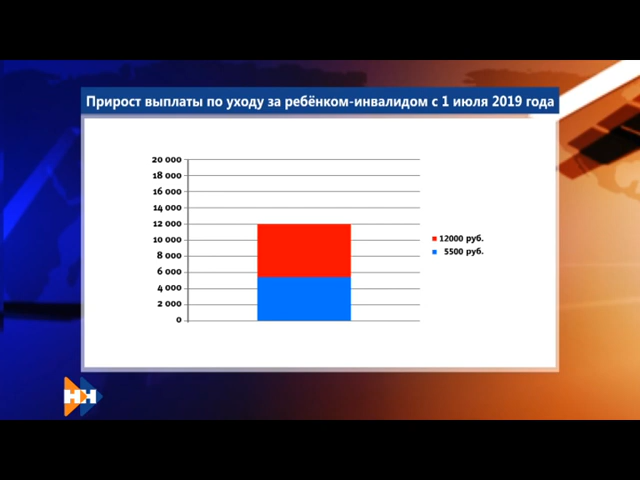 Прирост выплаты по уходу за ребёнком-инвалидом с 1 июля 2019 года
20 000
18 000
16 000
14 000
12 000
10 000
8 000
6 000
4 000
2 000
0
12000 руб.
5500 руб.
НН